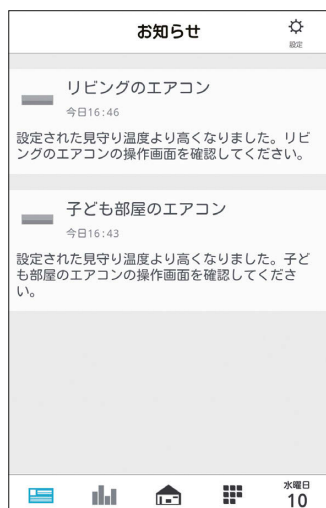 お知らせ
設定
リビングのエアコン
今日16:46
設定された見守り温度より高くなりました。リビ
ングのエアコンの操作画面を確認してください。
子ども部屋のエアコン
今日16:43
設定された見守り温度より高くなりました。子ど
も部屋のエアコンの操作画面を確認してくださ
い。
水曜日
10